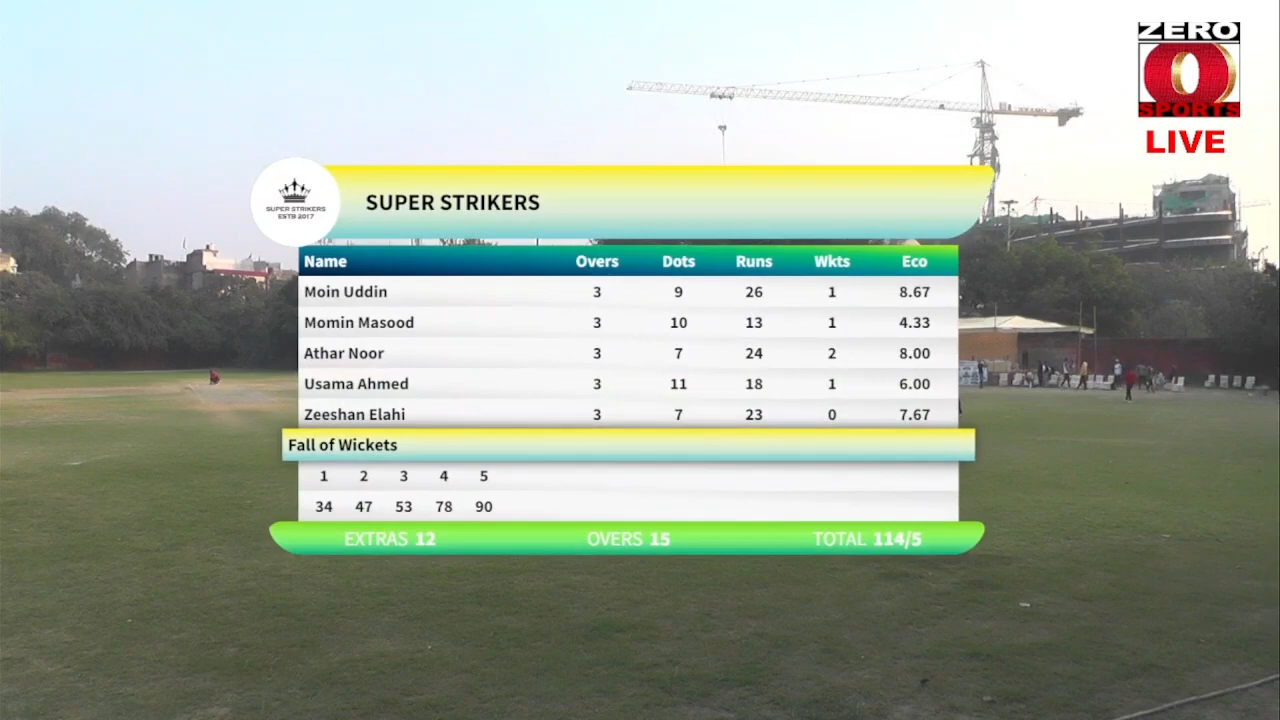 ZERO
SPORTS
LIVE
SUPER STRIKERS
ESTB 2017
SUPER STRIKERS
Name Overs Dots Runs Wkts Eco
Moin Uddin 3 9 26 1 8.67
Momin Masood 3 10 13 1 4.33
Athar Noor 3 7 24 2 8.00
Usama Ahmed 3 11 18 1 6.00
Zeeshan Elahi 3 7 23 0 7.67
Fall of Wickets
1 2 3 4 5
34 47 53 78 90
EXTRAS 12 OVERS 15 TOTAL 114/5